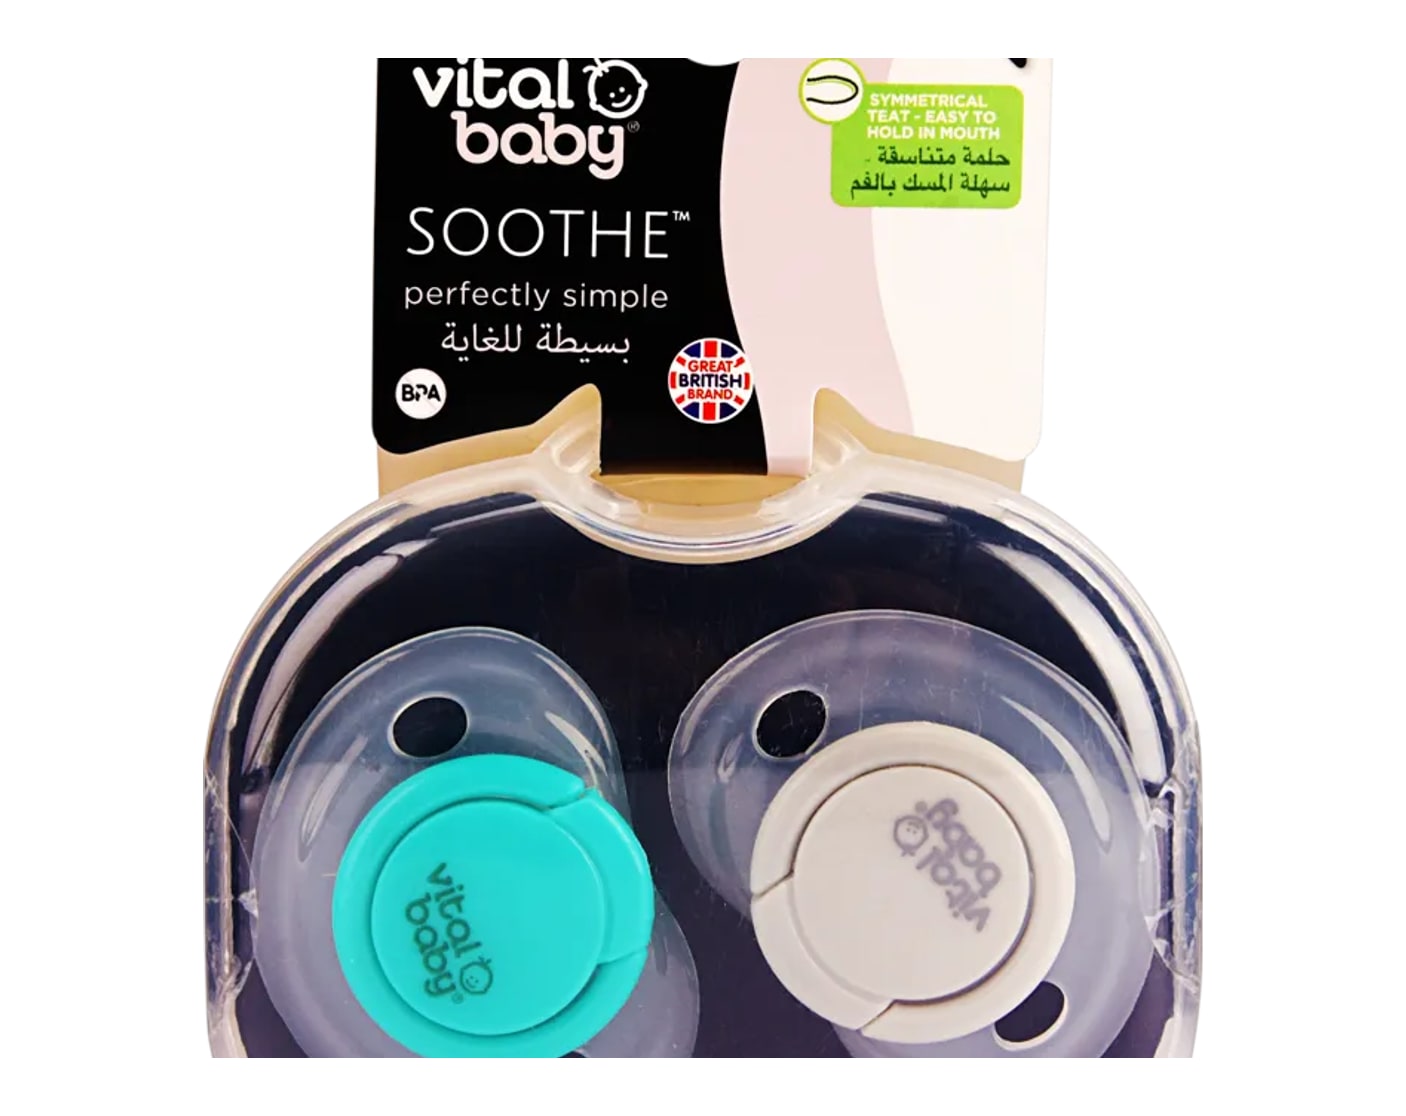 vital
baby®
SOOTHE™
perfectly simple
بسيطة للغاية
BPA
GREAT
BRITISH
BRAND
SYMMETRICAL
TEAT - EASY TO
HOLD IN MOUTH
حلمة متناسقة -
سهلة المسك بالفم
vital
baby®
vital
baby®